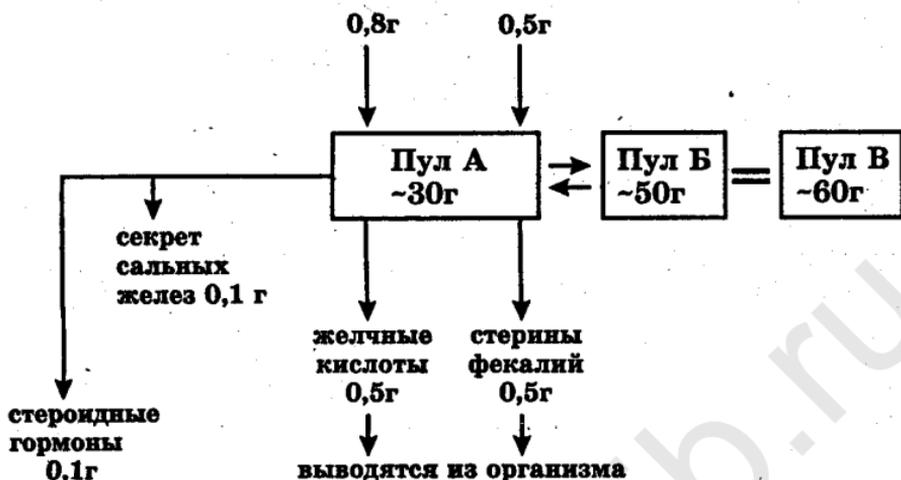 0,8г 0,5г
Пул А
~30г
Пул Б
~50г
Пул В
~60г
секрет
сальных
желез 0,1 г
желчные
кислоты
0,5г
стерины
фекалий
0,5г
стероидные
гормоны
0,1г
выводятся из организма